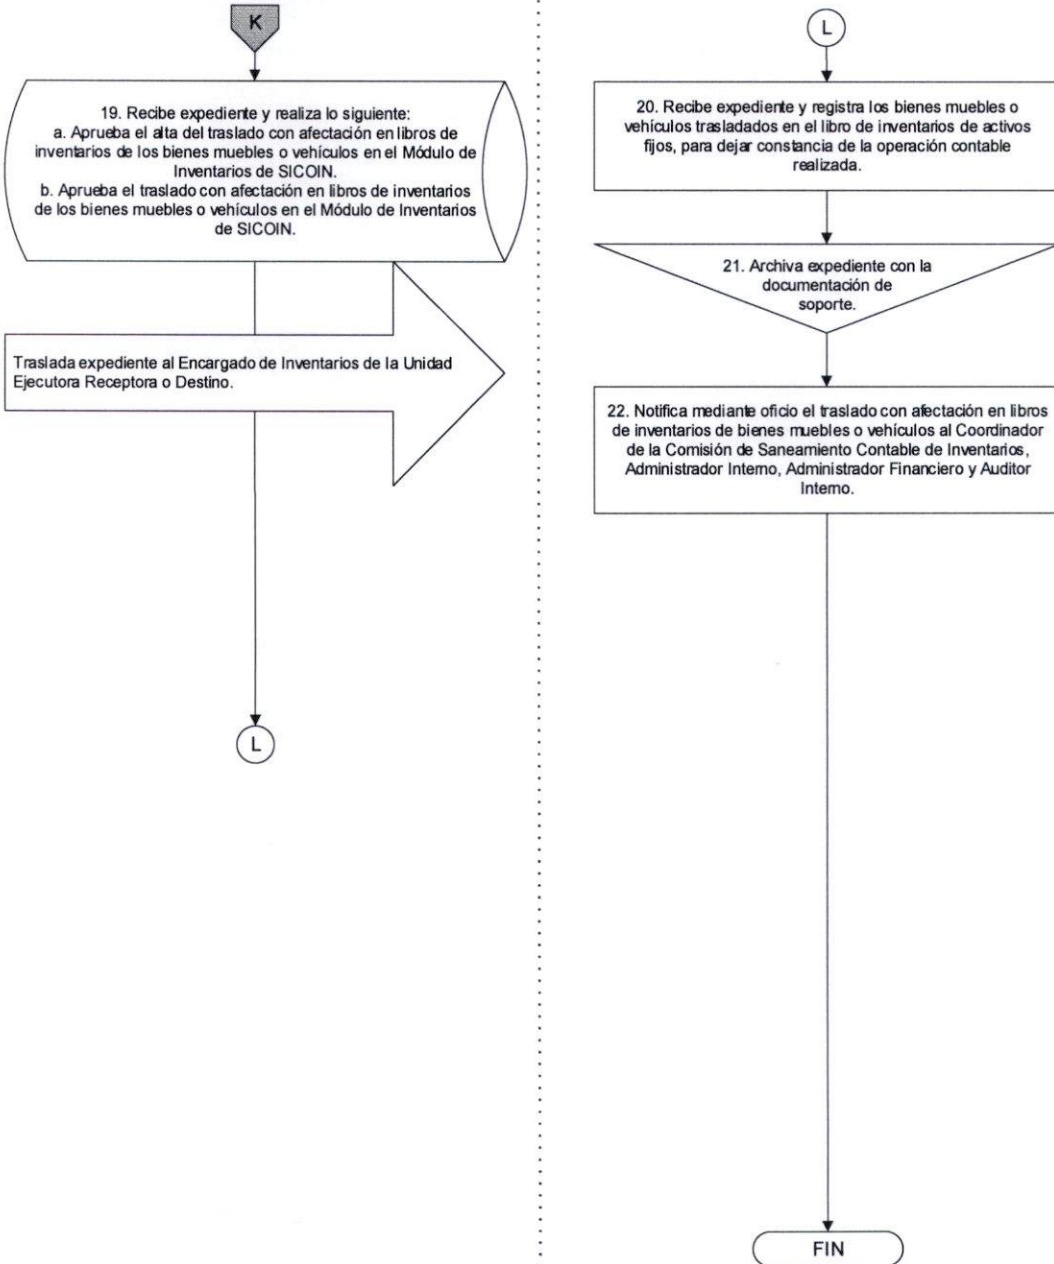 K
19. Recibe expediente y realiza lo siguiente:
a. Aprueba el alta del traslado con afectación en libros de
inventarios de los bienes muebles o vehículos en el Módulo de
Inventarios de SICOIN.
b. Aprueba el traslado con afectación en libros de inventarios
de los bienes muebles o vehículos en el Módulo de Inventarios
de SICOIN.
Traslada expediente al Encargado de Inventarios de la Unidad
Ejecutora Receptora o Destino.
L
L
20. Recibe expediente y registra los bienes muebles o
vehículos trasladados en el libro de inventarios de activos
fijos, para dejar constancia de la operación contable
realizada.
21. Archiva expediente con la
documentación de
soporte.
22. Notifica mediante oficio el traslado con afectación en libros
de inventarios de bienes muebles o vehículos al Coordinador
de la Comisión de Saneamiento Contable de Inventarios,
Administrador Interno, Administrador Financiero y Auditor
Interno.
FIN